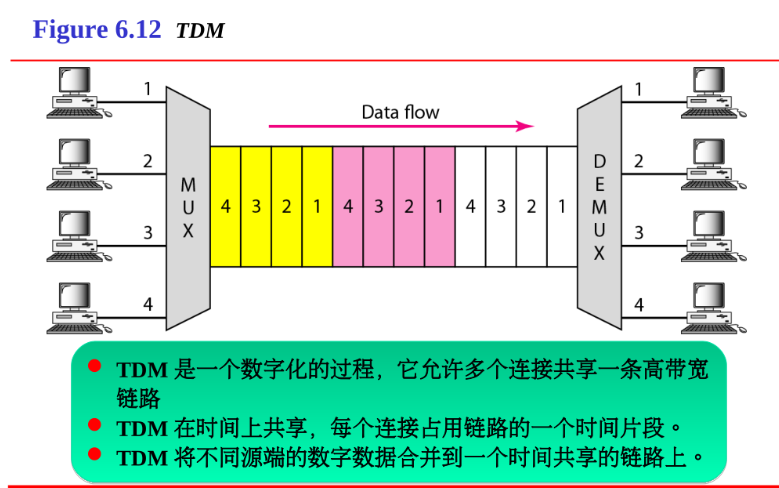 Figure 6.12 TDM
Data flow
1
2
3
4
MUX
4 3 2 1 4 3 2 1 4 3 2 1
DEMUX
1
2
3
4
TDM 是一个数字化的过程，它允许多个连接共享一条高带宽
链路
TDM 在时间上共享，每个连接占用链路的一个时间片段。
TDM 将不同源端的数字数据合并到一个时间共享的链路上。